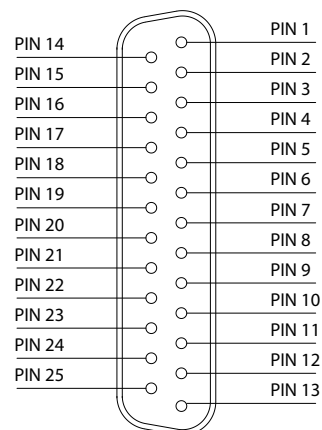 PIN 14
PIN 15
PIN 16
PIN 17
PIN 18
PIN 19
PIN 20
PIN 21
PIN 22
PIN 23
PIN 24
PIN 25
PIN 1
PIN 2
PIN 3
PIN 4
PIN 5
PIN 6
PIN 7
PIN 8
PIN 9
PIN 10
PIN 11
PIN 12
PIN 13